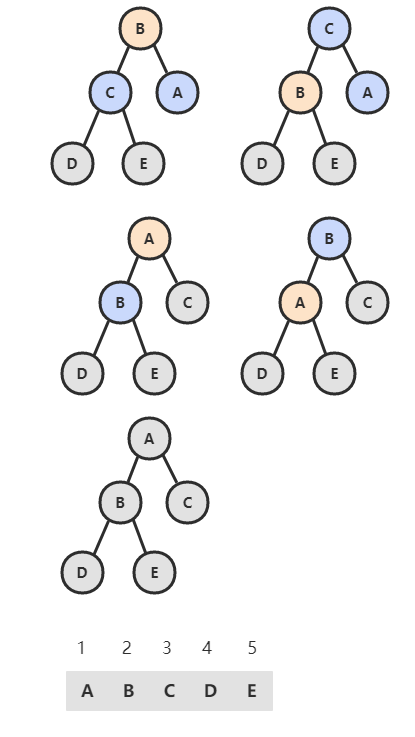 B C
C A B A
D E D E
A B
B C A C
D E D E
A
B C
D E
1 2 3 4 5
A B C D E